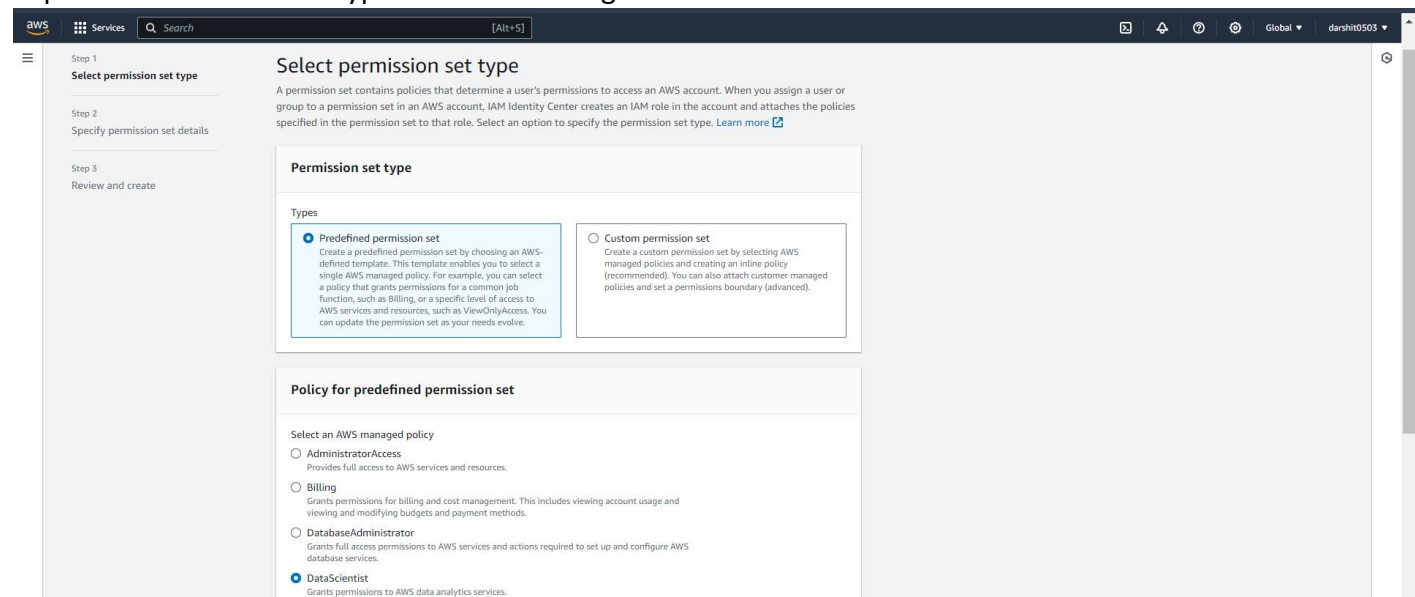 aws
Services
Search
[Alt+S]
Global
darshit0503
Step 1
Select permission set type
Step 2
Specify permission set details
Step 3
Review and create
Select permission set type
A permission set contains policies that determine a user's permissions to access an AWS account. When you assign a user or
group to a permission set in an AWS account, IAM Identity Center creates an IAM role in the account and attaches the policies
specified in the permission set to that role. Select an option to specify the permission set type. Learn more
Permission set type
Types
Predefined permission set
Create a predefined permission set by choosing an AWS-
defined template. This template enables you to select a
single AWS managed policy. For example, you can select
a policy that grants permissions for a common job
function, such as Billing, or a specific level of access to
AWS services and resources, such as ViewOnlyAccess. You
can update the permission set as your needs evolve.
Custom permission set
Create a custom permission set by selecting AWS
managed policies and creating an inline policy
(recommended). You can also attach customer managed
policies and set a permissions boundary (advanced).
Policy for predefined permission set
Select an AWS managed policy
AdministratorAccess
Provides full access to AWS services and resources.
Billing
Grants permissions for billing and cost management. This includes viewing account usage and
viewing and modifying budgets and payment methods.
DatabaseAdministrator
Grants full access permissions to AWS services and actions required to set up and configure AWS
database services.
DataScientist
Grants permissions to AWS data analytics services.